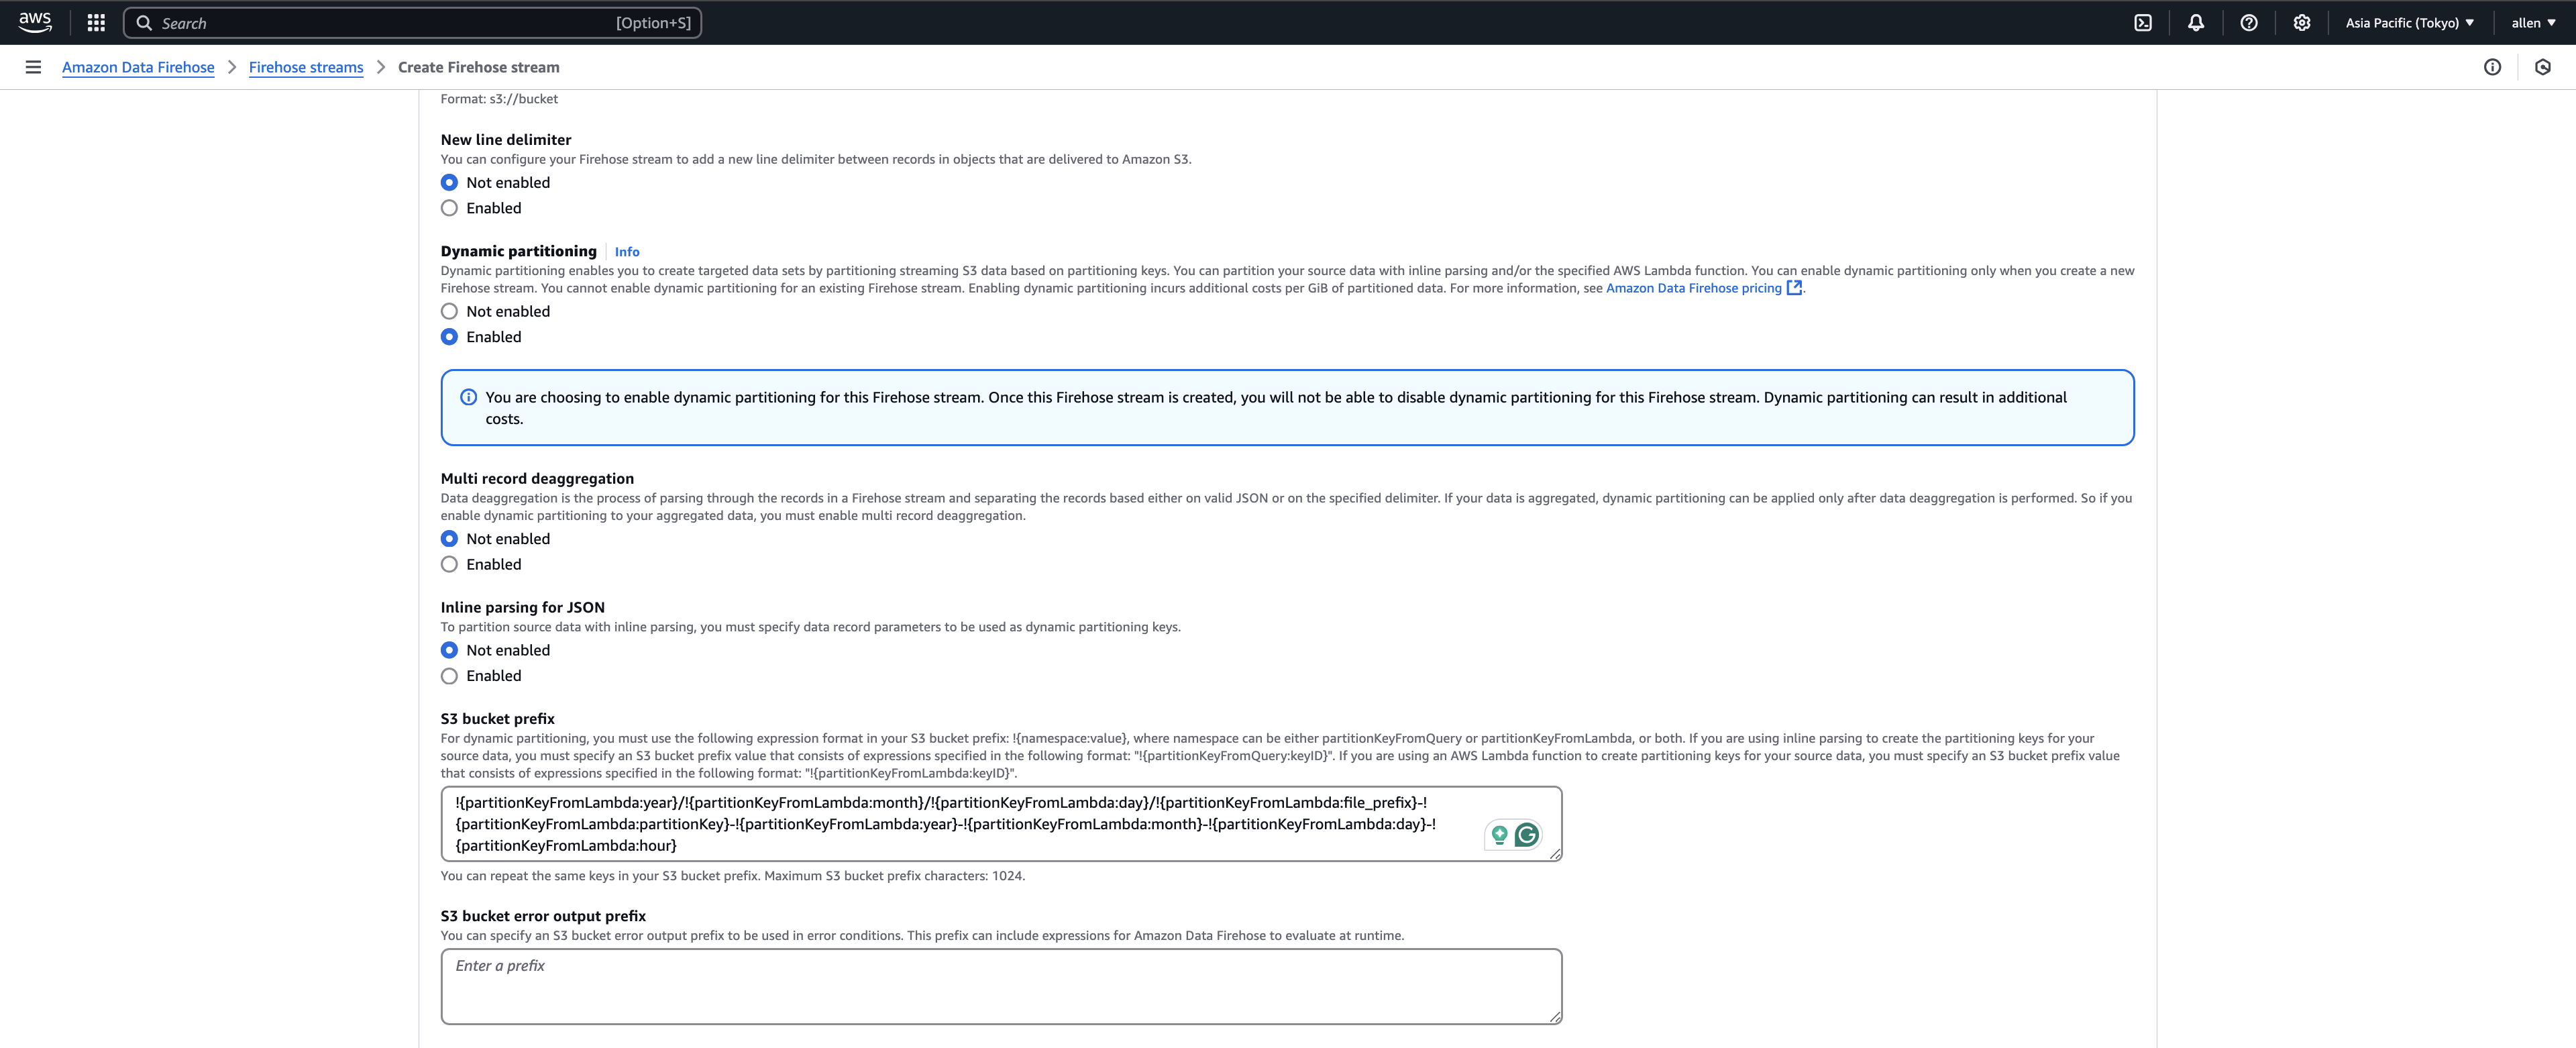 aws
Search
[Option+S]
Asia Pacific (Tokyo)
allen
Amazon Data Firehose
Firehose streams
Create Firehose stream
Format: s3://bucket
New line delimiter
You can configure your Firehose stream to add a new line delimiter between records in objects that are delivered to Amazon S3.
Not enabled
Enabled
Dynamic partitioning
Info
Dynamic partitioning enables you to create targeted data sets by partitioning streaming S3 data based on partitioning keys. You can partition your source data with inline parsing and/or the specified AWS Lambda function. You can enable dynamic partitioning only when you create a new
Firehose stream. You cannot enable dynamic partitioning for an existing Firehose stream. Enabling dynamic partitioning incurs additional costs per GiB of partitioned data. For more information, see Amazon Data Firehose pricing .
Not enabled
Enabled
You are choosing to enable dynamic partitioning for this Firehose stream. Once this Firehose stream is created, you will not be able to disable dynamic partitioning for this Firehose stream. Dynamic partitioning can result in additional
costs.
Multi record deaggregation
Data deaggregation is the process of parsing through the records in a Firehose stream and separating the records based either on valid JSON or on the specified delimiter. If your data is aggregated, dynamic partitioning can be applied only after data deaggregation is performed. So if you
enable dynamic partitioning to your aggregated data, you must enable multi record deaggregation.
Not enabled
Enabled
Inline parsing for JSON
To partition source data with inline parsing, you must specify data record parameters to be used as dynamic partitioning keys.
Not enabled
Enabled
S3 bucket prefix
For dynamic partitioning, you must use the following expression format in your S3 bucket prefix: !{namespace:value}, where namespace can be either partitionKeyFromQuery or partitionKeyFromLambda, or both. If you are using inline parsing to create the partitioning keys for your
source data, you must specify an S3 bucket prefix value that consists of expressions specified in the following format: "!{partitionKeyFromQuery:keyID}". If you are using an AWS Lambda function to create partitioning keys for your source data, you must specify an S3 bucket prefix value
that consists of expressions specified in the following format: "!{partitionKeyFromLambda:keyID}".
!{partitionKeyFromLambda:year}/!{partitionKeyFromLambda:month}/!{partitionKeyFromLambda:day}/!{partitionKeyFromLambda:file_prefix}-!
{partitionKeyFromLambda:partitionKey}-!{partitionKeyFromLambda:year}-!{partitionKeyFromLambda:month}-!{partitionKeyFromLambda:day}-!
{partitionKeyFromLambda:hour}
You can repeat the same keys in your S3 bucket prefix. Maximum S3 bucket prefix characters: 1024.
S3 bucket error output prefix
You can specify an S3 bucket error output prefix to be used in error conditions. This prefix can include expressions for Amazon Data Firehose to evaluate at runtime.
Enter a prefix